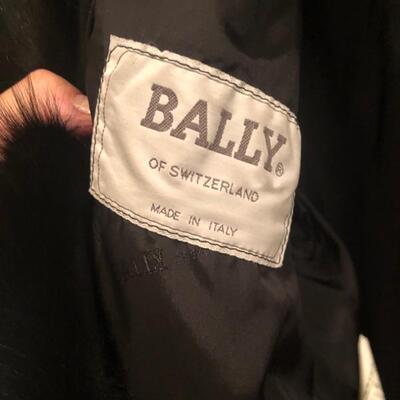 BALLY®
OF SWITZERLAND
MADE IN ITALY